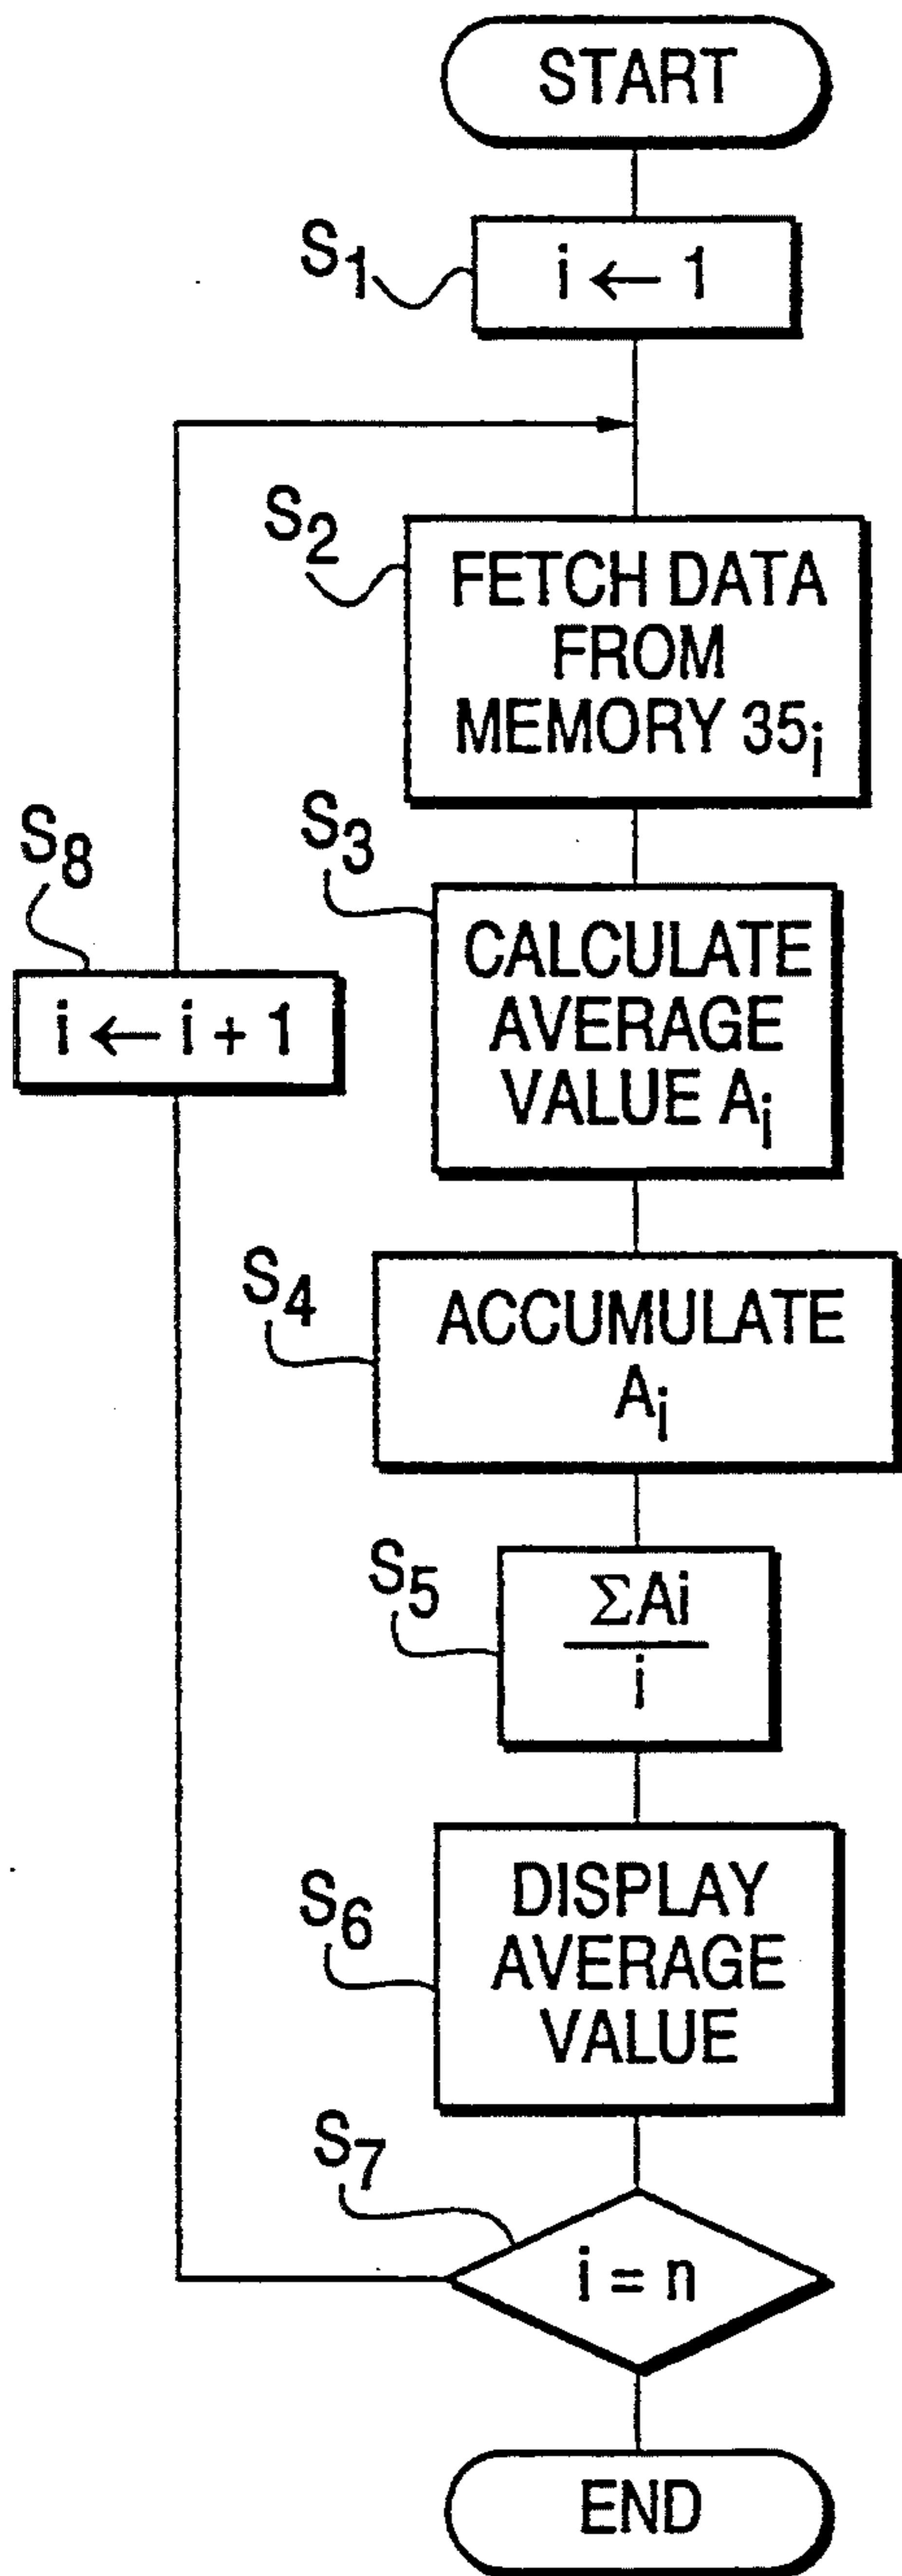 START
S1
i ← 1
S2
FETCH DATA
FROM
MEMORY 35i
S3
CALCULATE
AVERAGE
VALUE Ai
S8
i ← i + 1
S4
ACCUMULATE
Ai
S5
ΣAi
i
S6
DISPLAY
AVERAGE
VALUE
S7
i = n
END